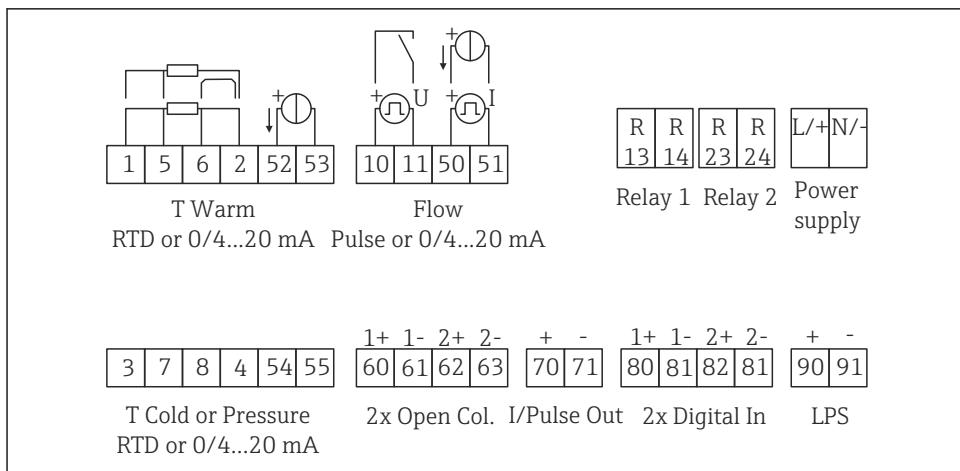 + U + I
+
R R R R L/+ N/-
13 14 23 24
1 5 6 2 52 53 10 11 50 51
Relay 1 Relay 2 Power
supply
T Warm Flow
RTD or 0/4...20 mA Pulse or 0/4...20 mA
1+ 1- 2+ 2- + - 1+ 1- 2+ 2- + -
3 7 8 4 54 55 60 61 62 63 70 71 80 81 82 81 90 91
T Cold or Pressure 2x Open Col. I/Pulse Out 2x Digital In LPS
RTD or 0/4...20 mA